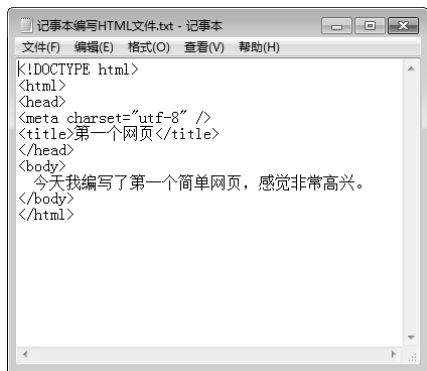 记事本编写HTML文件.txt - 记事本
文件(F) 编辑(E) 格式(O) 查看(V) 帮助(H)
<!DOCTYPE html>
<html>
<head>
<meta charset="utf-8" />
<title>第一个网页</title>
</head>
<body>
今天我编写了第一个简单网页，感觉非常高兴。
</body>
</html>